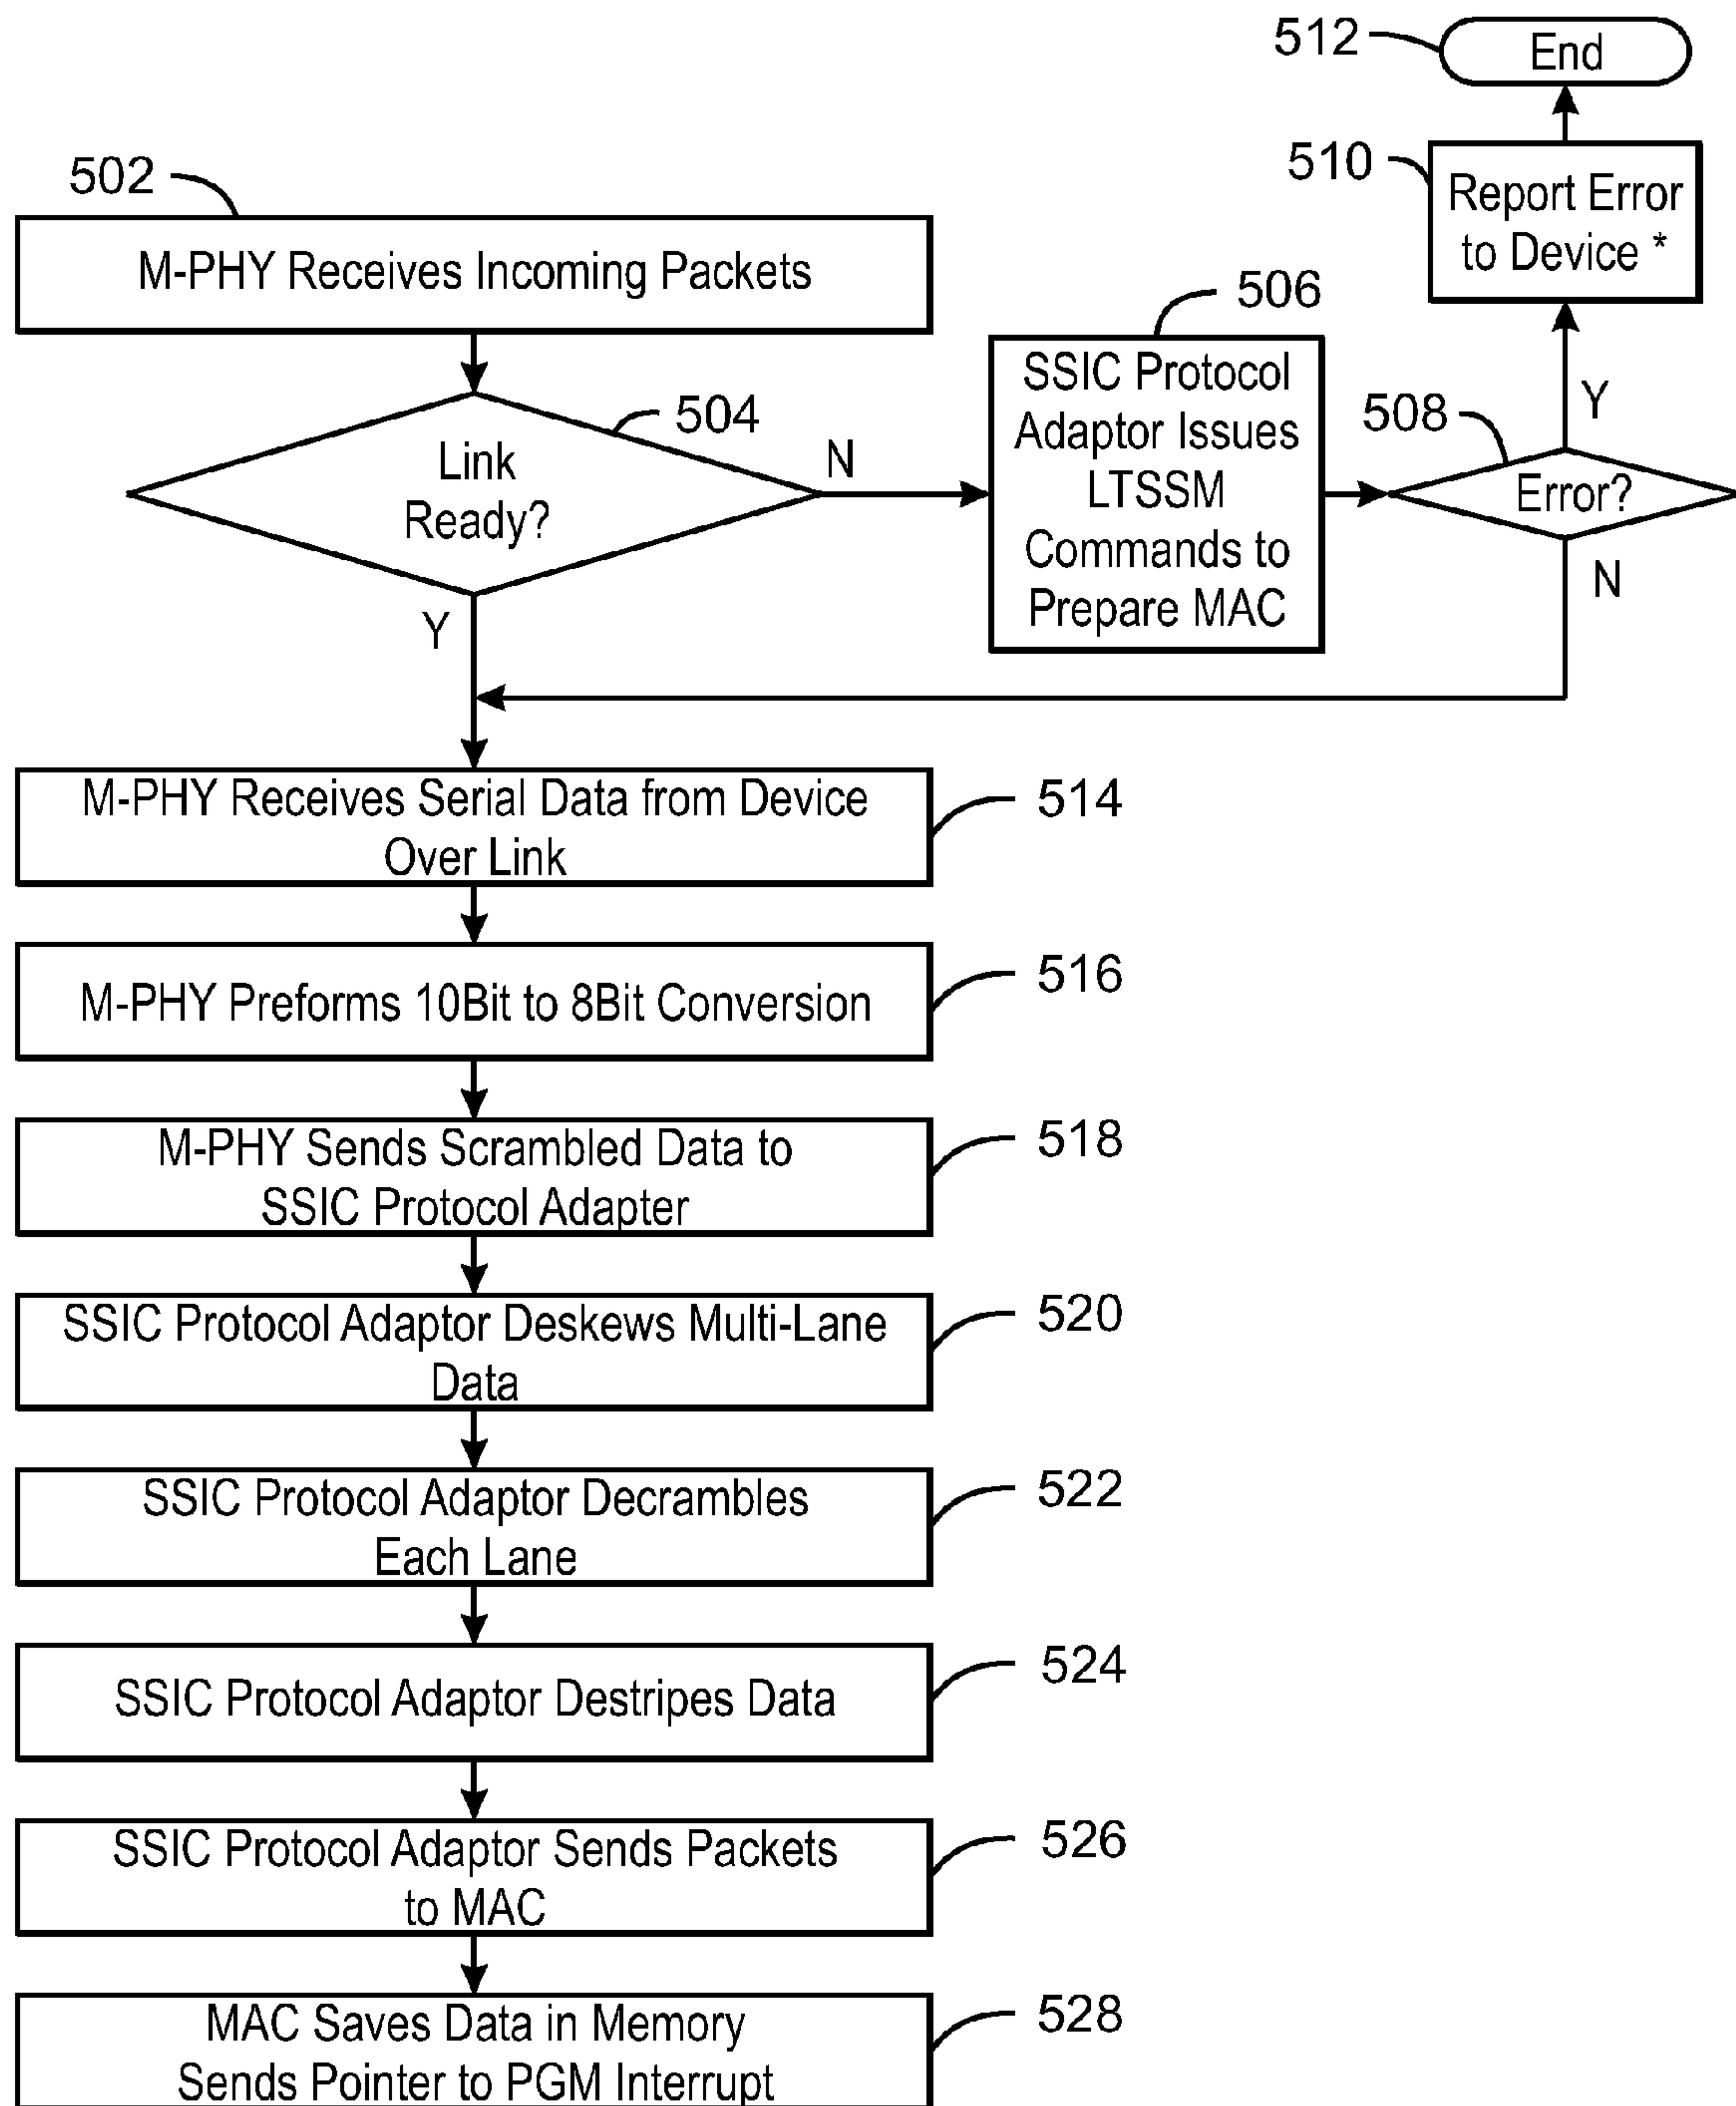 512
End
510
Report Error
to Device *
502
M-PHY Receives Incoming Packets
506
SSIC Protocol
Adaptor Issues
LTSSM
Commands to
Prepare MAC
504
Link
Ready?
N
Y
508
Error?
Y
N
M-PHY Receives Serial Data from Device
Over Link
514
M-PHY Preforms 10Bit to 8Bit Conversion
516
M-PHY Sends Scrambled Data to
SSIC Protocol Adapter
518
SSIC Protocol Adaptor Deskews Multi-Lane
Data
520
SSIC Protocol Adaptor Decrambles
Each Lane
522
SSIC Protocol Adaptor Destripes Data
524
SSIC Protocol Adaptor Sends Packets
to MAC
526
MAC Saves Data in Memory
Sends Pointer to PGM Interrupt
528